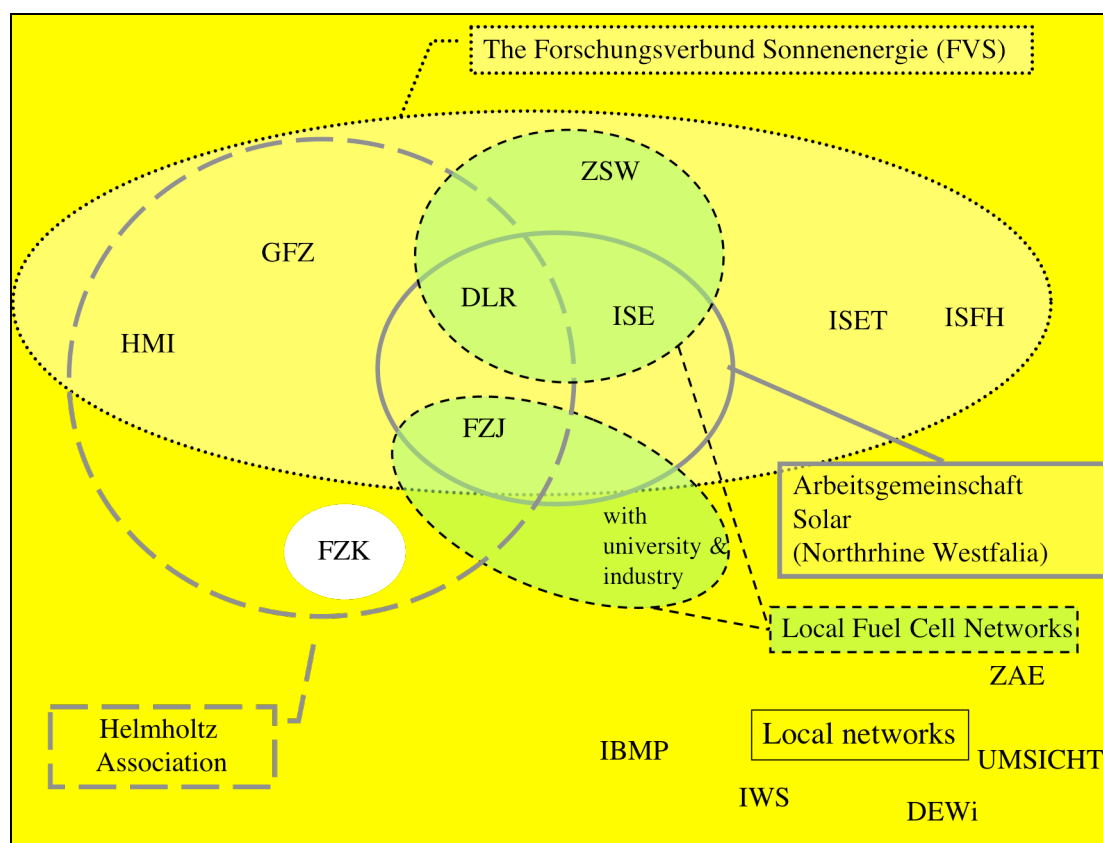 The Forschungsverbund Sonnenenergie (FVS)
ZSW
GFZ
DLR
ISE
ISET
ISFH
HMI
FZJ
Arbeitsgemeinschaft
Solar
(Northrhine Westfalia)
with
university &
industry
FZK
Local Fuel Cell Networks
ZAE
Helmholtz
Association
Local networks
IBMP
UMSICHT
IWS
DEWi